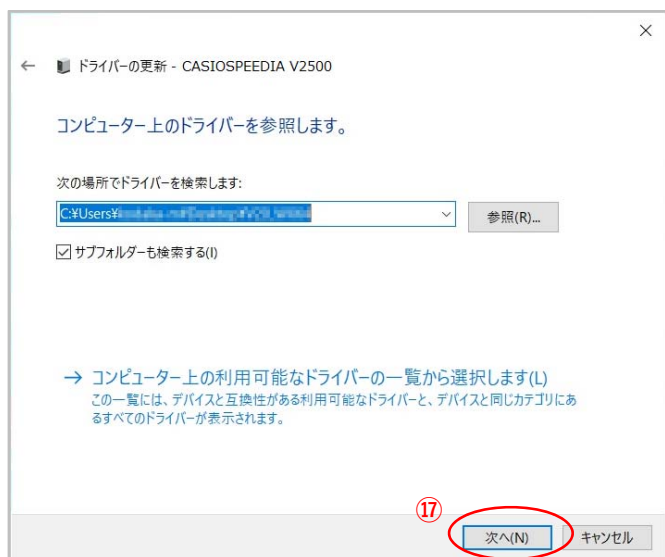 ← ドライバーの更新 - CASIOSPEEDIA V2500
コンピューター上のドライバーを参照します。
次の場所でドライバーを検索します:
C:¥Users¥
参照(R)...
サブフォルダーも検索する(I)
→ コンピューター上の利用可能なドライバーの一覧から選択します(L)
この一覧には、デバイスと互換性がある利用可能なドライバーと、デバイスと同じカテゴリにあ
るすべてのドライバーが表示されます。
⑰
次へ(N)
キャンセル